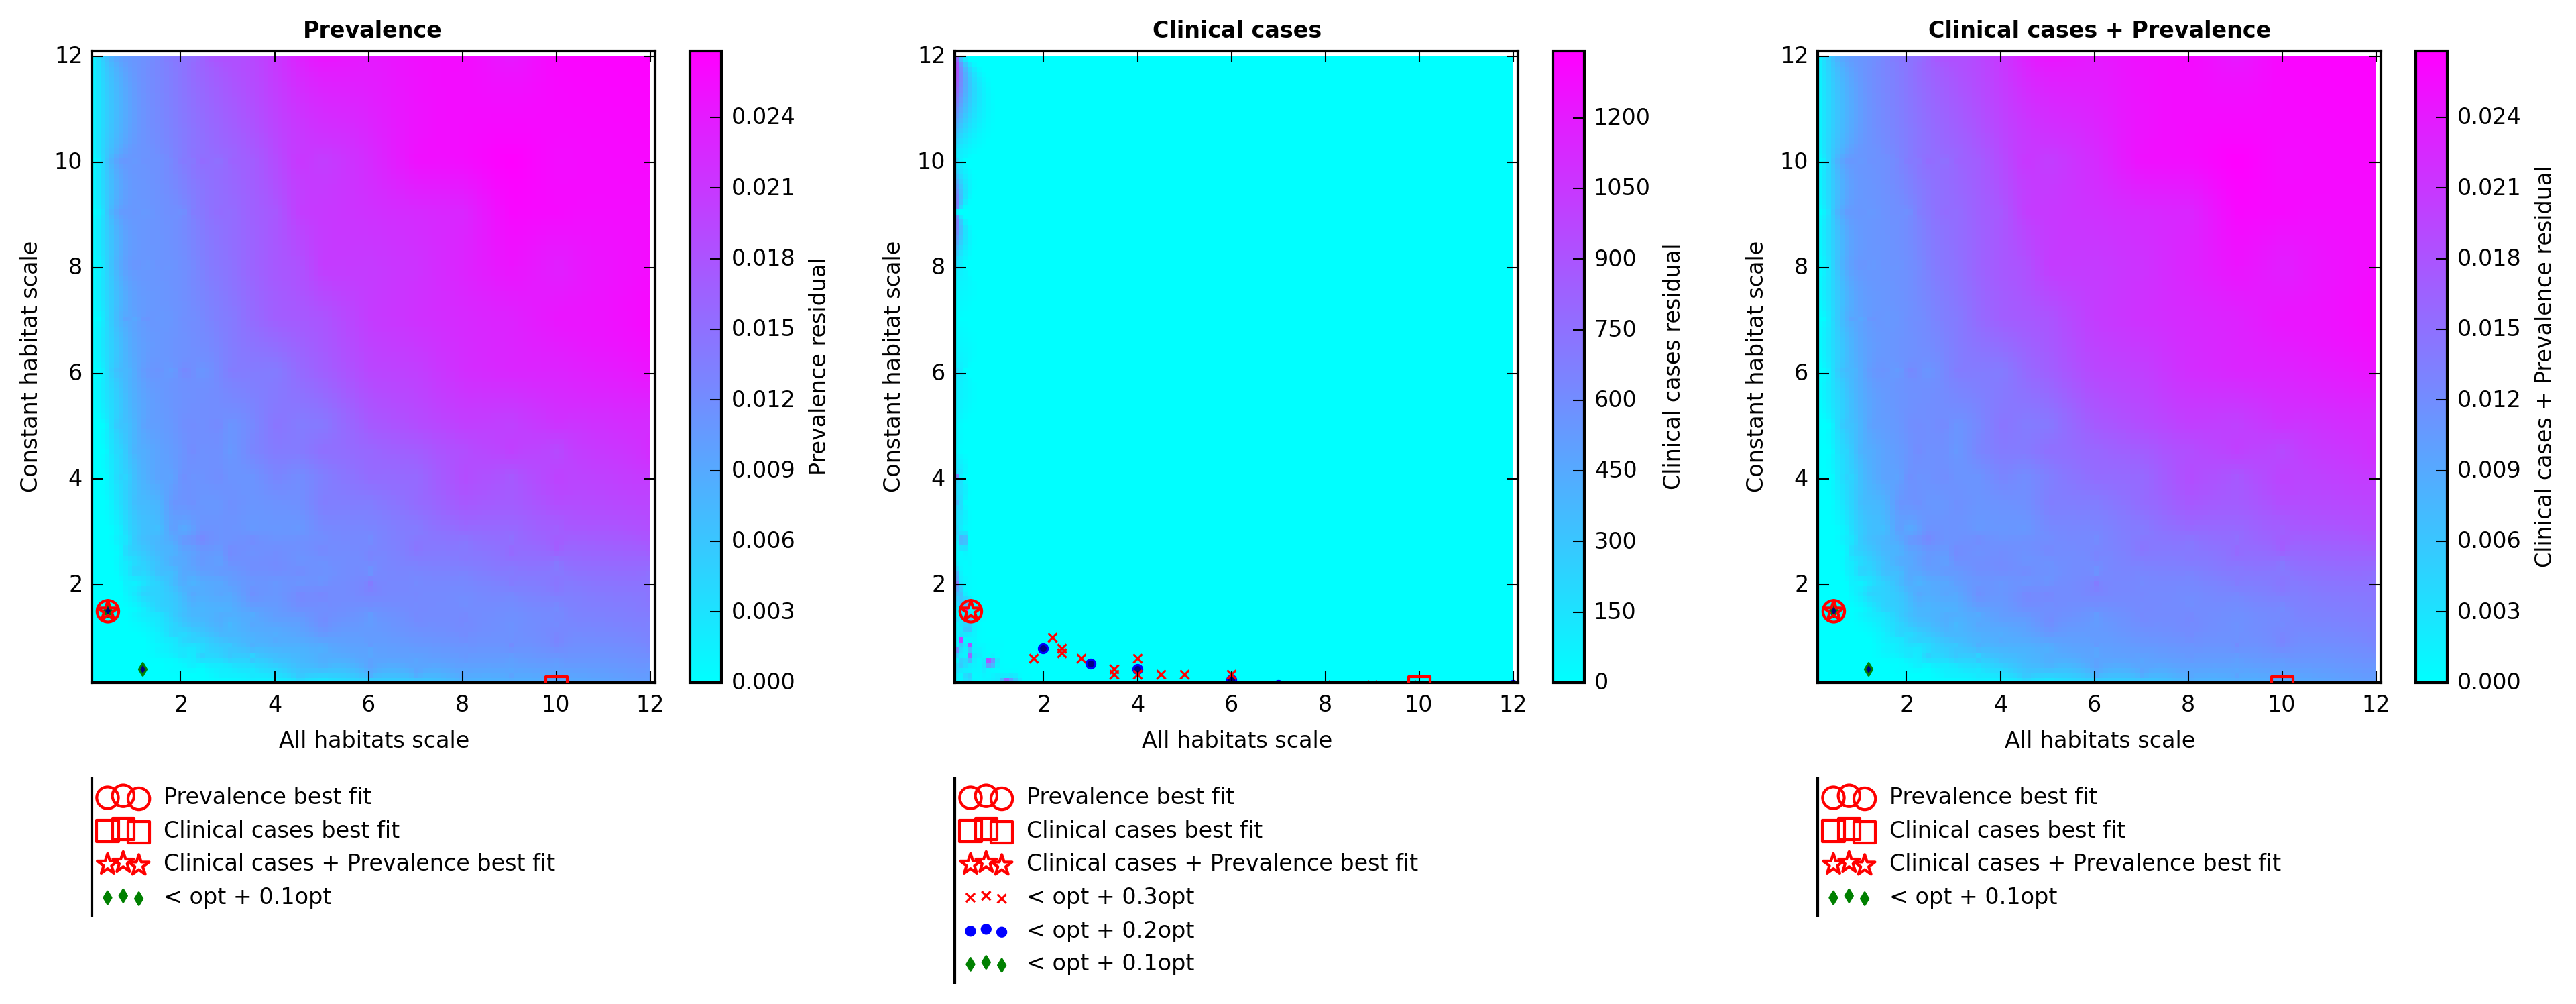 Prevalence
Clinical cases
Clinical cases + Prevalence
12
10
8
6
4
2
Constant habitat scale
2 4 6 8 10 12
All habitats scale
0.024
0.021
0.018
0.015
0.012
0.009
0.006
0.003
0.000
Prevalence residual
Prevalence best fit
Clinical cases best fit
Clinical cases + Prevalence best fit
< opt + 0.1opt
12
10
8
6
4
2
Constant habitat scale
2 4 6 8 10 12
All habitats scale
1200
1050
900
750
600
450
300
150
0
Clinical cases residual
Prevalence best fit
Clinical cases best fit
Clinical cases + Prevalence best fit
< opt + 0.3opt
< opt + 0.2opt
< opt + 0.1opt
12
10
8
6
4
2
Constant habitat scale
2 4 6 8 10 12
All habitats scale
0.024
0.021
0.018
0.015
0.012
0.009
0.006
0.003
0.000
Clinical cases + Prevalence residual
Prevalence best fit
Clinical cases best fit
Clinical cases + Prevalence best fit
< opt + 0.1opt